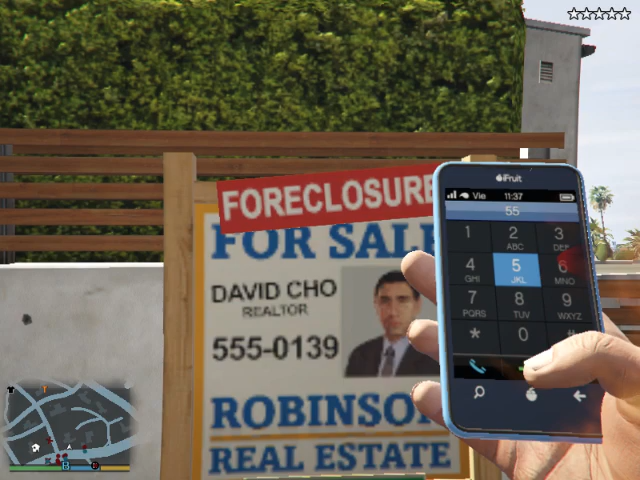 FORECLOSURE
FOR SALE
DAVID CHO
REALTOR
555-0139
ROBINSON
REAL ESTATE
iFruit
Vie 11:37
55
1 2 3
ABC DEF
4 5 6
GHI JKL MNO
7 8 9
PQRS TUV WXYZ
* 0 #